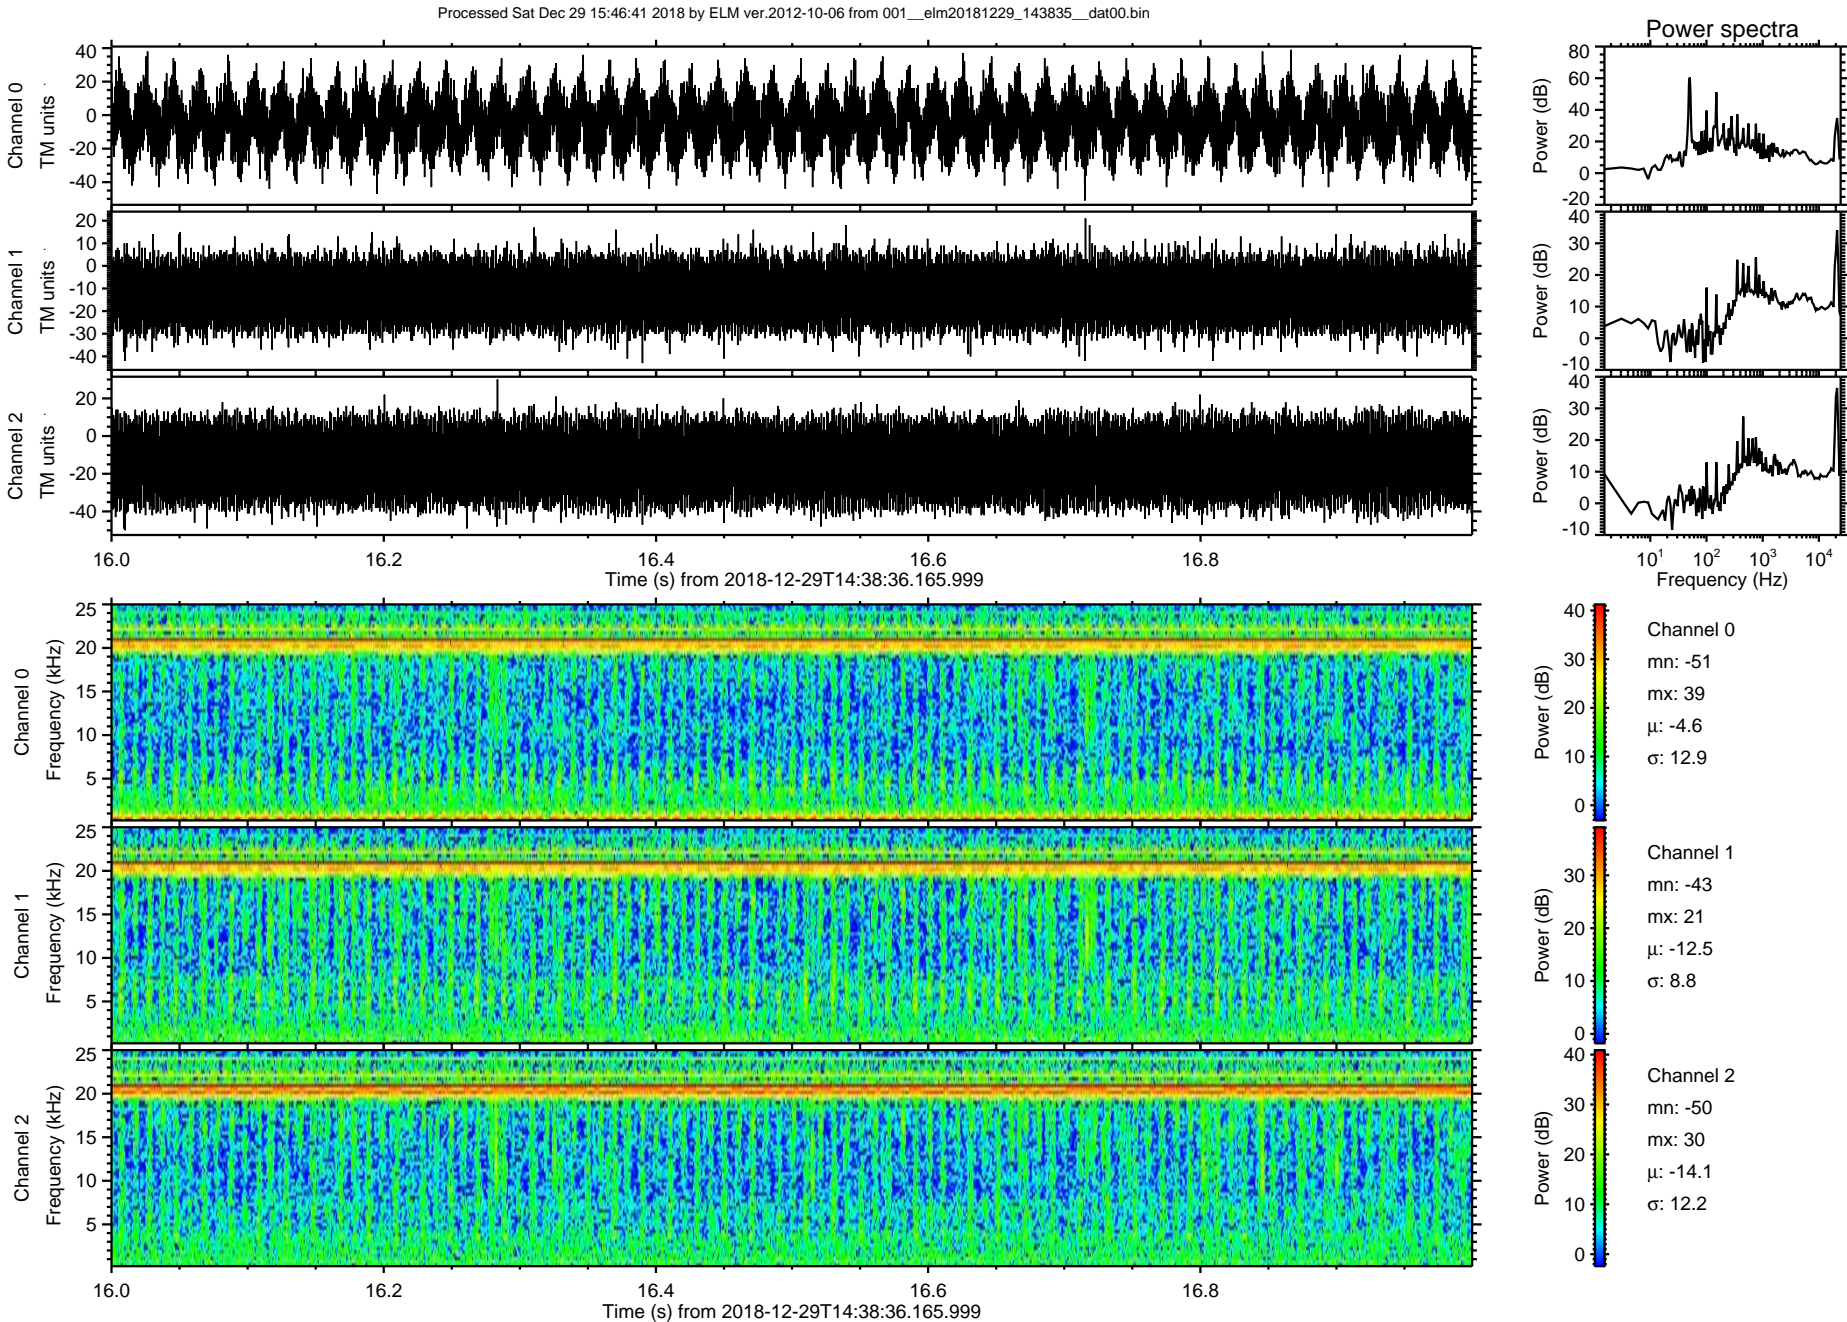 Processed Sat Dec 29 15:46:41 2018 by ELM ver.2012-10-06 from 001__elm20181229_143835__dat00.bin
Power spectra
Channel 0
TM units
40
20
0
-20
-40
Power (dB)
80
60
40
20
0
-20
Channel 1
TM units
20
10
0
-10
-20
-30
-40
Power (dB)
40
30
20
10
0
-10
Channel 2
TM units
20
0
-20
-40
Power (dB)
40
30
20
10
0
-10
16.0 16.2 16.4 16.6 16.8
Time (s) from 2018-12-29T14:38:36.165.999
10^1 10^2 10^3 10^4
Frequency (Hz)
Channel 0
Frequency (kHz)
25
20
15
10
5
Power (dB)
40
30
20
10
0
Channel 0
mn: -51
mx: 39
μ: -4.6
σ: 12.9
Channel 1
Frequency (kHz)
25
20
15
10
5
Power (dB)
30
20
10
0
Channel 1
mn: -43
mx: 21
μ: -12.5
σ: 8.8
Channel 2
Frequency (kHz)
25
20
15
10
5
Power (dB)
40
30
20
10
0
Channel 2
mn: -50
mx: 30
μ: -14.1
σ: 12.2
16.0 16.2 16.4 16.6 16.8
Time (s) from 2018-12-29T14:38:36.165.999